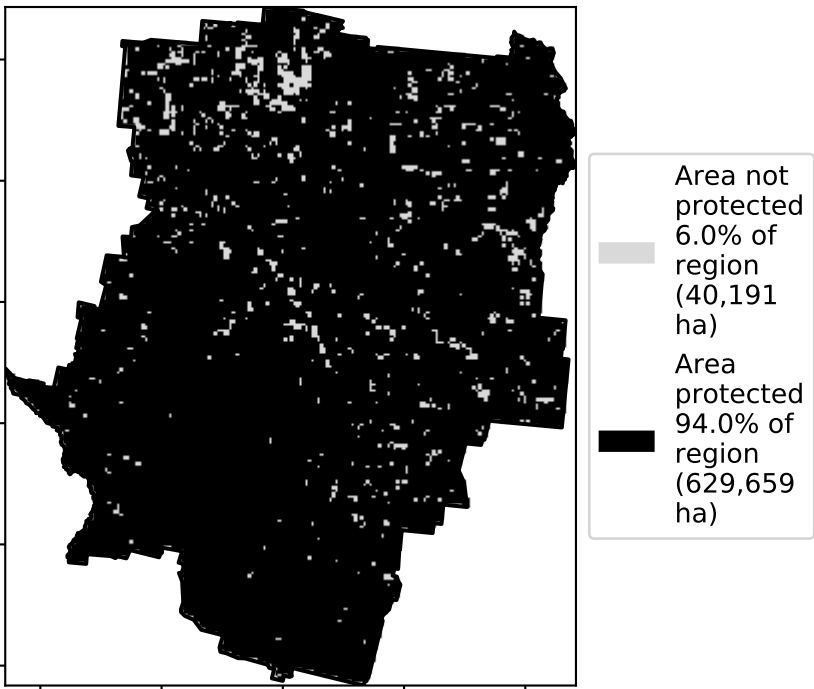 Area not
protected
6.0% of
region
(40,191
ha)
Area
protected
94.0% of
region
(629,659
ha)